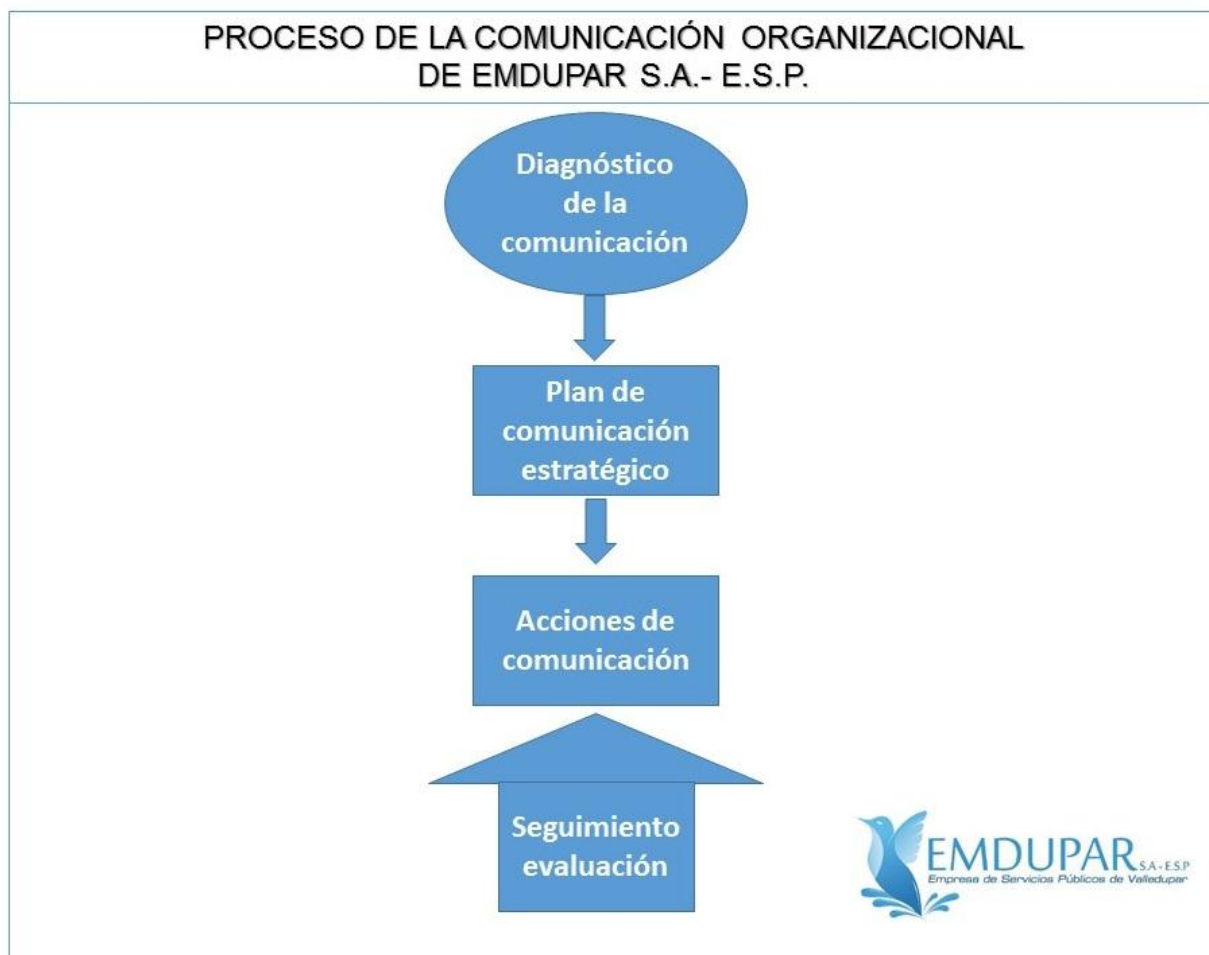 PROCESO DE LA COMUNICACIÓN ORGANIZACIONAL
DE EMDUPAR S.A.- E.S.P.
Diagnóstico
de la
comunicación
Plan de
comunicación
estratégico
Acciones de
comunicación
Seguimiento
evaluación
EMDUPAR S.A - E.S.P
Empresa de Servicios Públicos de Valledupar